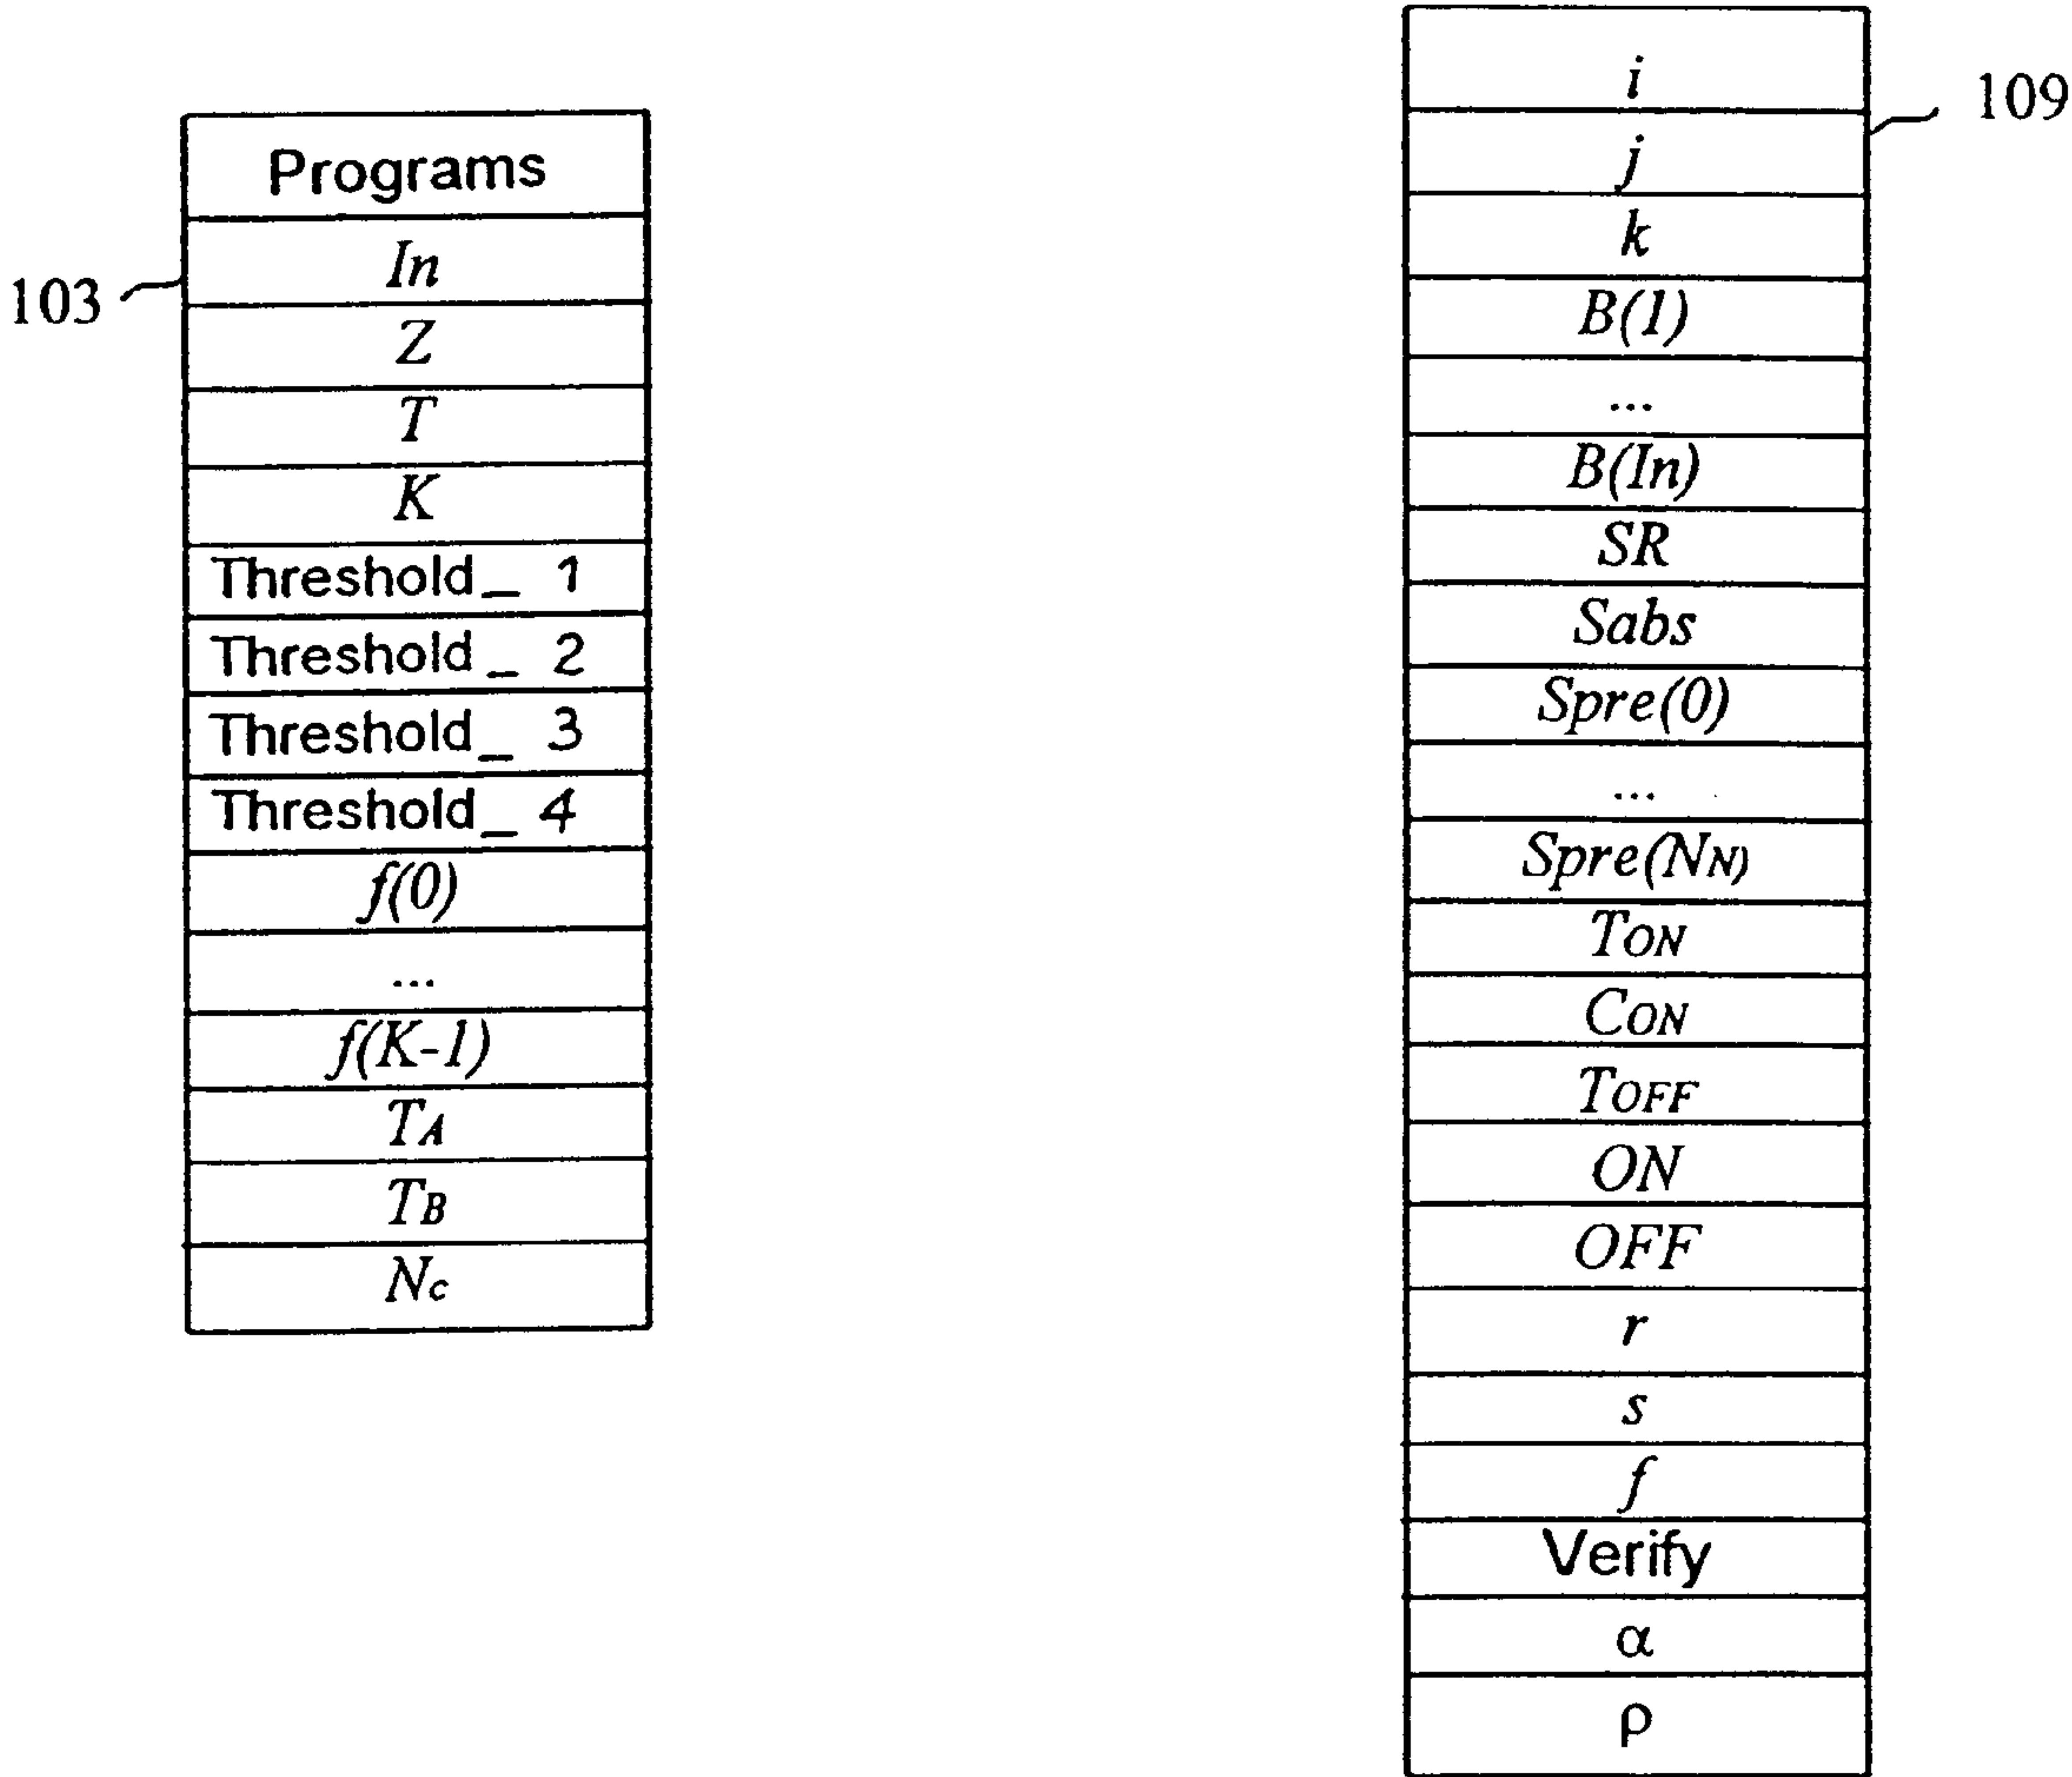 103
Programs
In
Z
T
K
Threshold_ 1
Threshold_ 2
Threshold_ 3
Threshold_ 4
f(0)
...
f(K-1)
TA
TB
Nc
109
i
j
k
B(1)
...
B(In)
SR
Sabs
Spre(0)
...
Spre(NN)
TON
CON
TOFF
ON
OFF
r
s
f
Verify
α
ρ